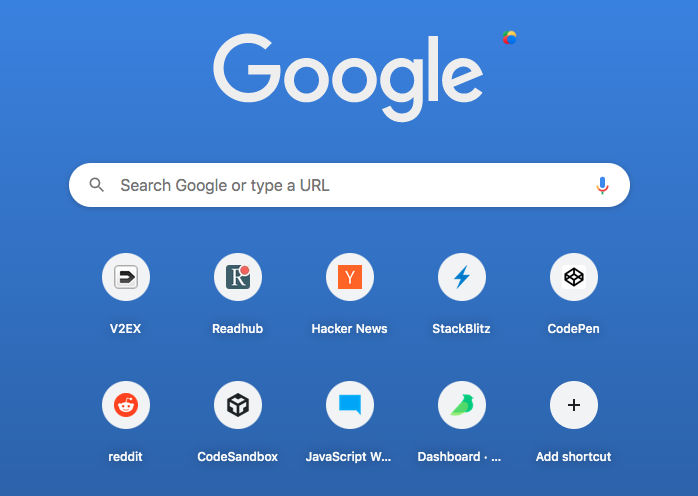 Google
Search Google or type a URL
V2EX
R
Readhub
Y
Hacker News
StackBlitz
CodePen
reddit
CodeSandbox
JavaScript W...
Dashboard · ...
Add shortcut